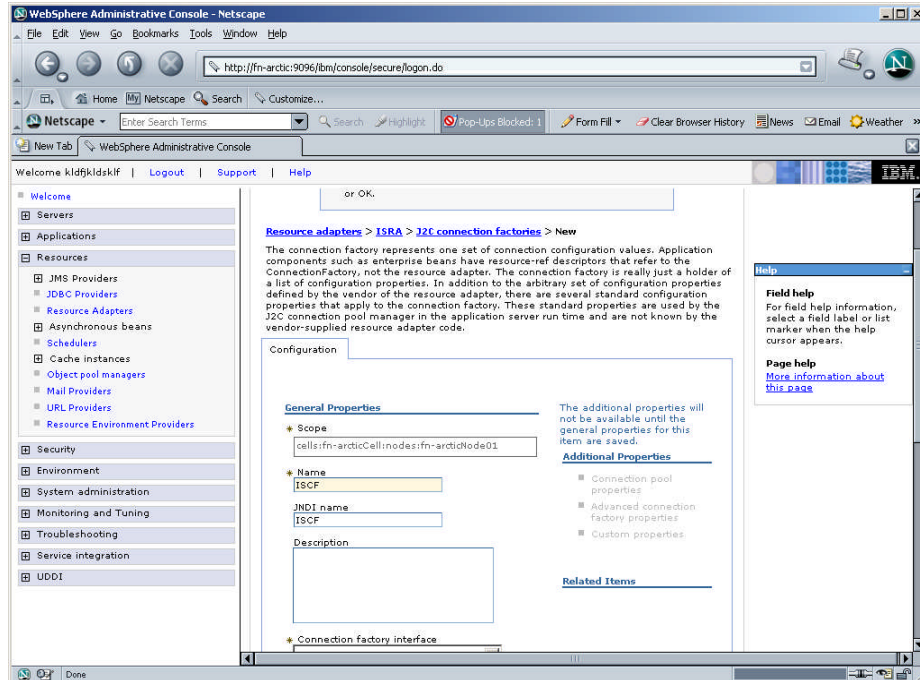 WebSphere Administrative Console - Netscape
File Edit View Go Bookmarks Tools Window Help
http://fn-arctic:9096/ibm/console/secure/logon.do
Home My Netscape Search Customize...
Netscape Enter Search Terms Search Highlight Pop-Ups Blocked: 1 Form Fill Clear Browser History News Email Weather »
New Tab WebSphere Administrative Console
Welcome kldfjkldsklf | Logout | Support | Help
IBM.
Welcome
Servers
Applications
Resources
JMS Providers
JDBC Providers
Resource Adapters
Asynchronous beans
Schedulers
Cache instances
Object pool managers
Mail Providers
URL Providers
Resource Environment Providers
Security
Environment
System administration
Monitoring and Tuning
Troubleshooting
Service integration
UDDI
or OK.
Resource adapters > ISRA > J2C connection factories > New
The connection factory represents one set of connection configuration values. Application
components such as enterprise beans have resource-ref descriptors that refer to the
ConnectionFactory, not the resource adapter. The connection factory is really just a holder of
a list of configuration properties. In addition to the arbitrary set of configuration properties
defined by the vendor of the resource adapter, there are several standard configuration
properties that apply to the connection factory. These standard properties are used by the
J2C connection pool manager in the application server run time and are not known by the
vendor-supplied resource adapter code.
Configuration
General Properties
* Scope
cells:fn-arcticCell:nodes:fn-arcticNode01
* Name
ISCF
JNDI name
ISCF
Description
* Connection factory interface
The additional properties will
not be available until the
general properties for this
item are saved.
Additional Properties
Connection pool
properties
Advanced connection
factory properties
Custom properties
Related Items
Help
Field help
For field help information,
select a field label or list
marker when the help
cursor appears.
Page help
More information about
this page
Done